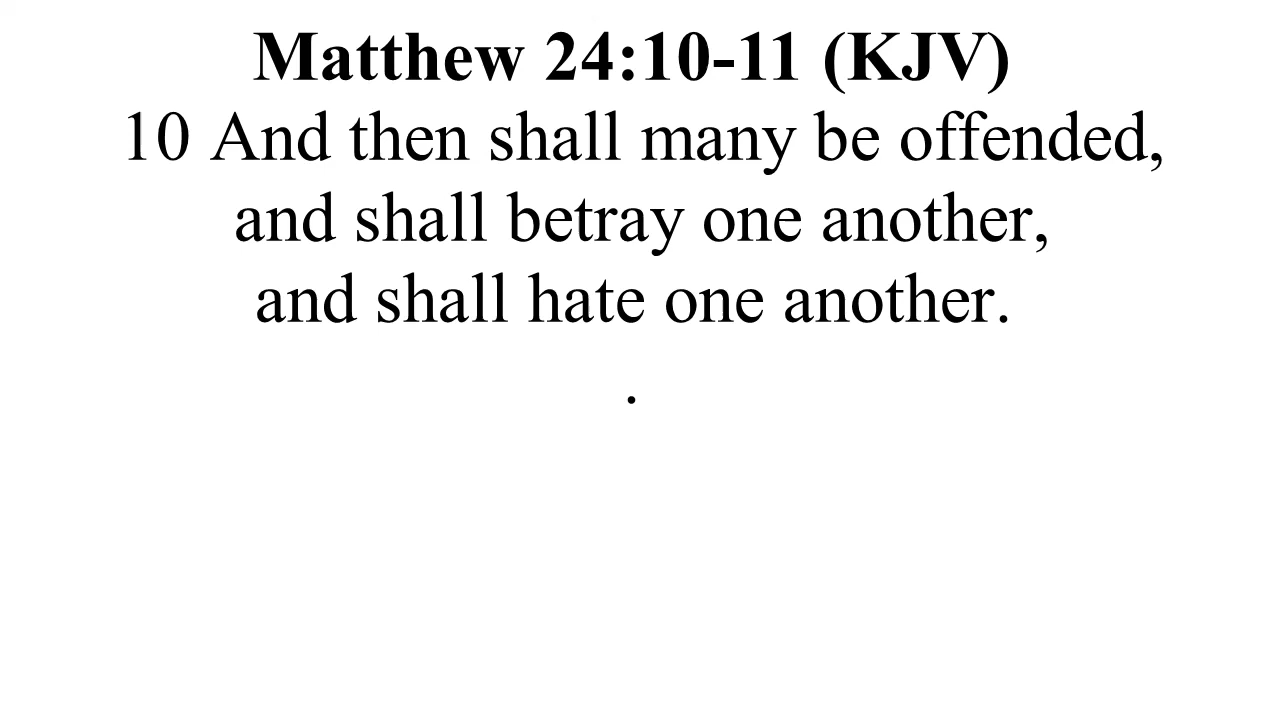 Matthew 24:10-11 (KJV)
10 And then shall many be offended,
and shall betray one another,
and shall hate one another.
.